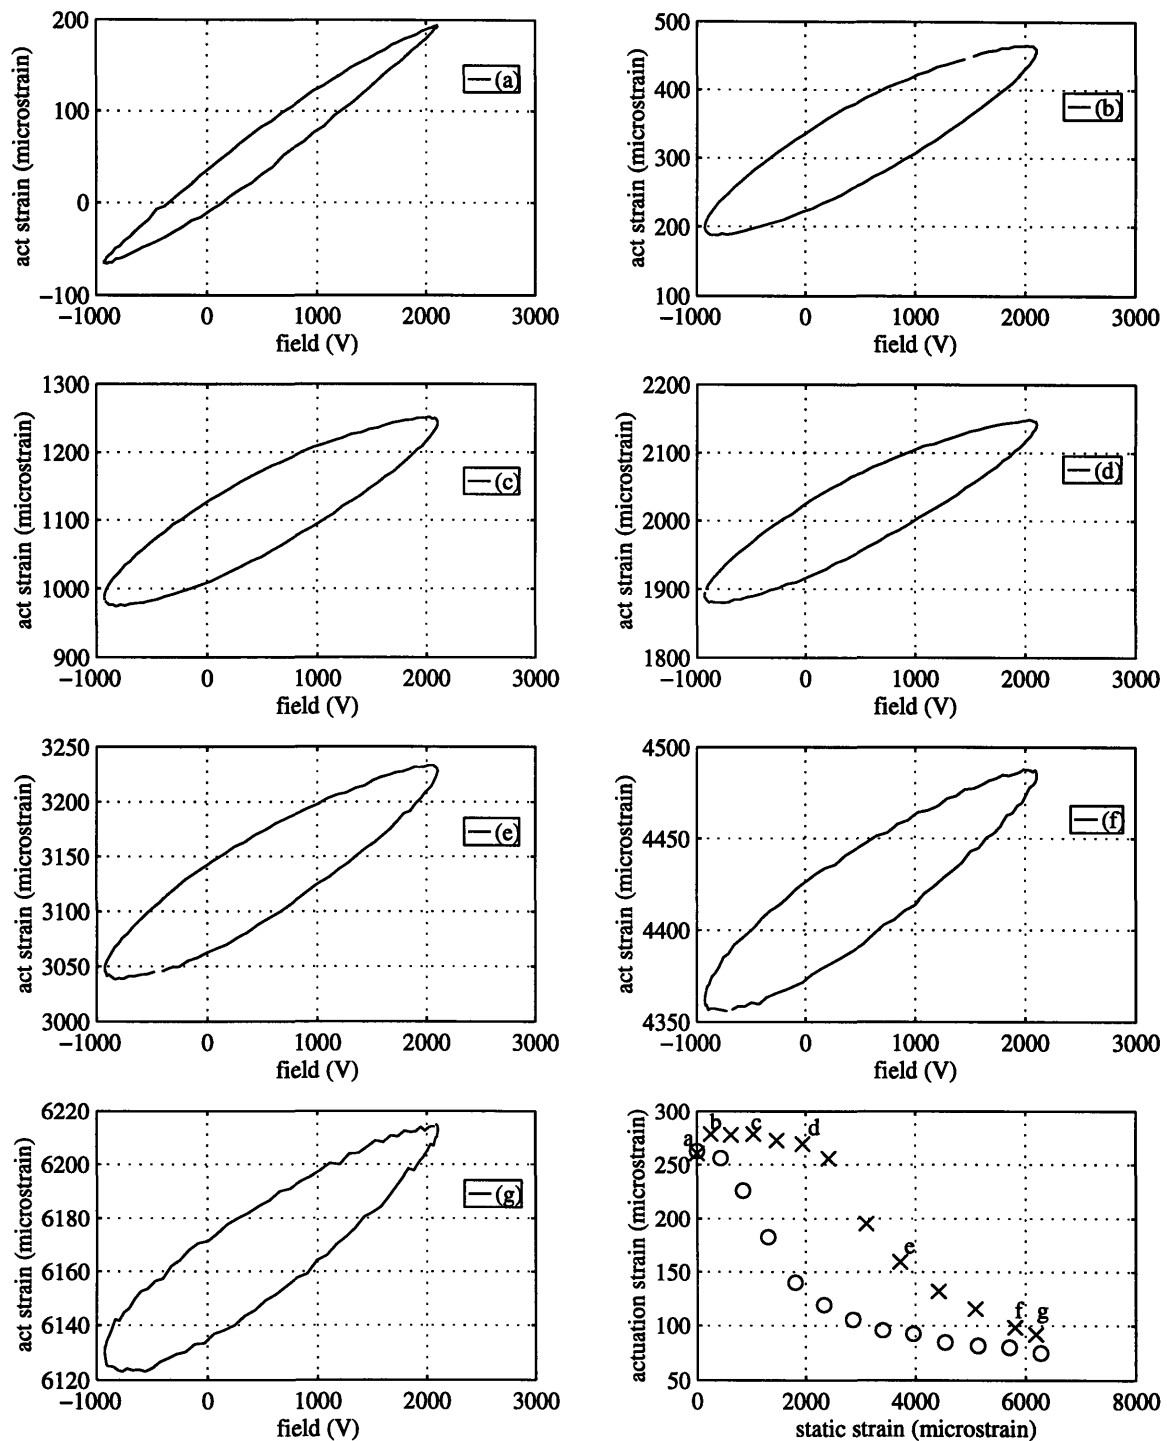 200
100
0
−100
act strain (microstrain)
(a)
−1000 0 1000 2000 3000
field (V)
500
400
300
200
100
act strain (microstrain)
(b)
−1000 0 1000 2000 3000
field (V)
1300
1200
1100
1000
900
act strain (microstrain)
(c)
−1000 0 1000 2000 3000
field (V)
2200
2100
2000
1900
1800
act strain (microstrain)
(d)
−1000 0 1000 2000 3000
field (V)
3250
3200
3150
3100
3050
3000
act strain (microstrain)
(e)
−1000 0 1000 2000 3000
field (V)
4500
4450
4400
4350
act strain (microstrain)
(f)
−1000 0 1000 2000 3000
field (V)
6220
6200
6180
6160
6140
6120
act strain (microstrain)
(g)
−1000 0 1000 2000 3000
field (V)
300
250
200
150
100
50
actuation strain (microstrain)
a b c d
e
f g
0 2000 4000 6000 8000
static strain (microstrain)